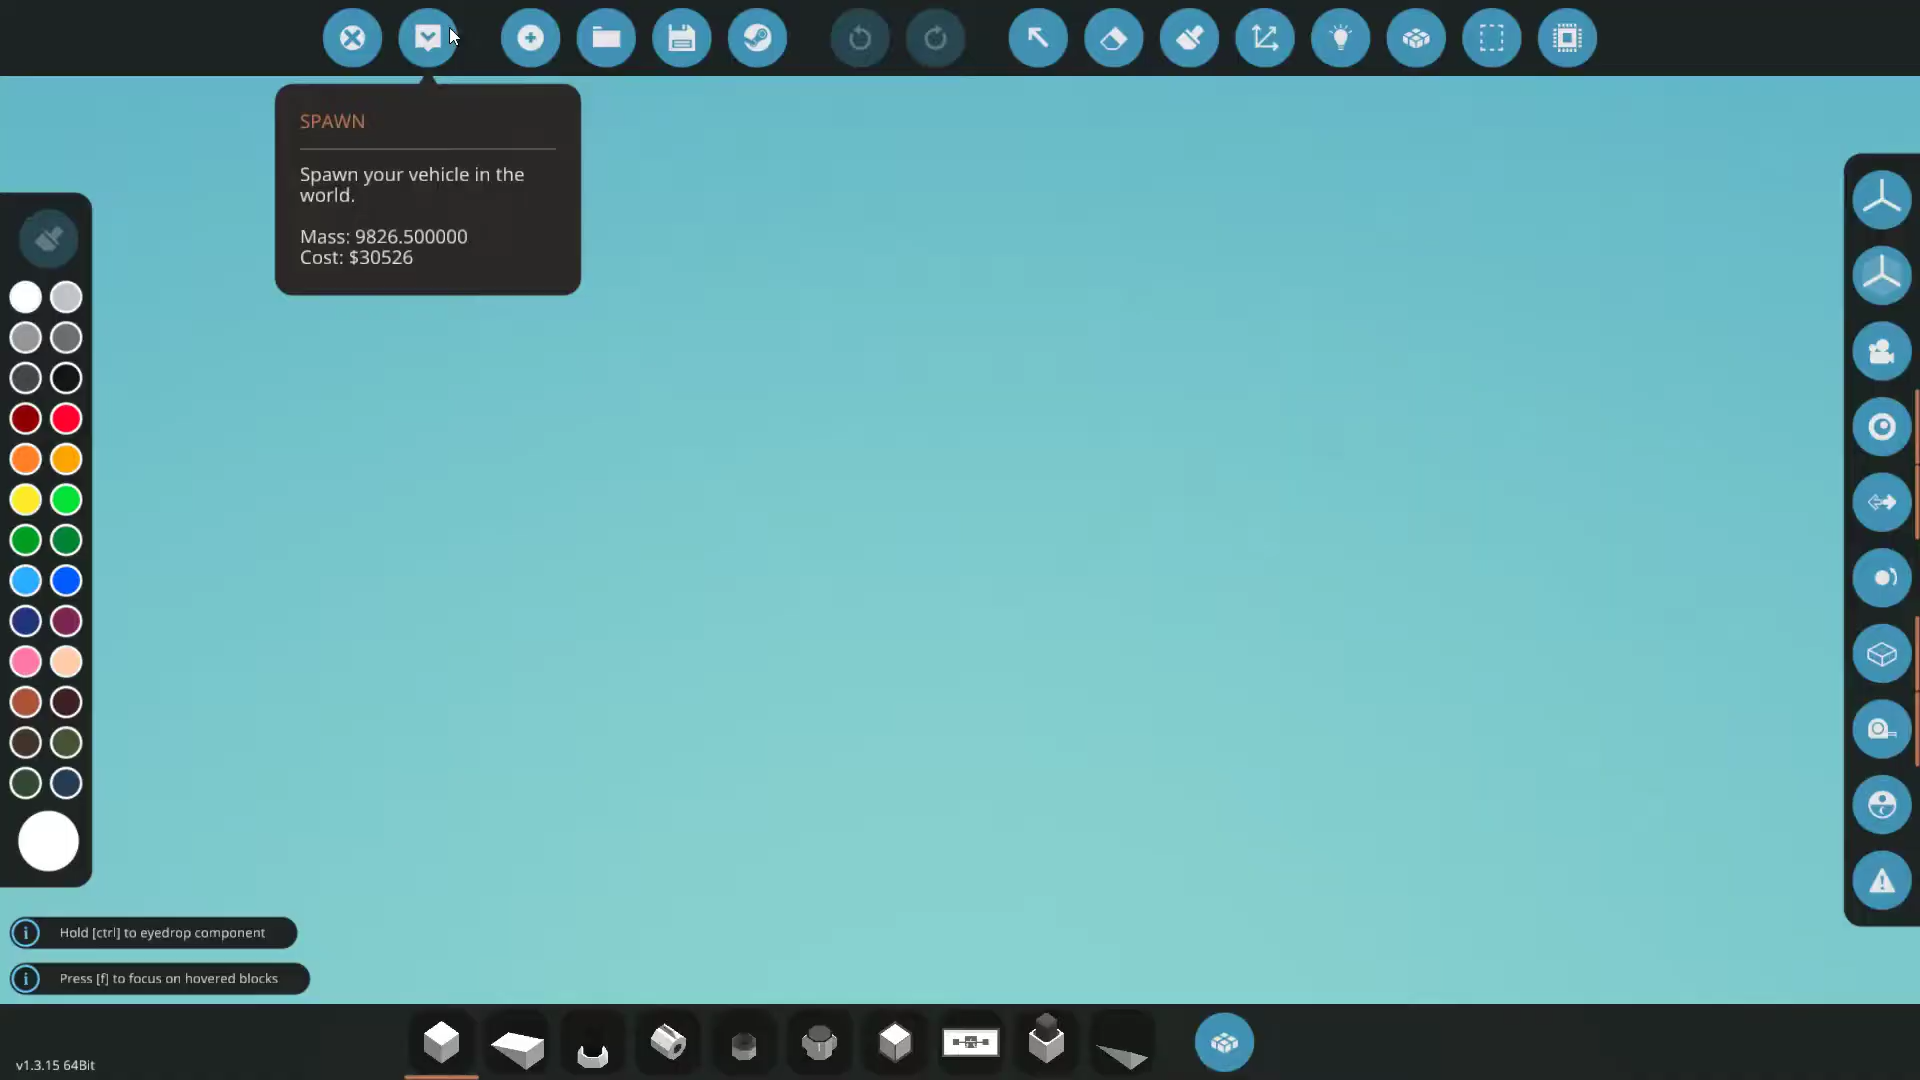 SPAWN
Spawn your vehicle in the
world.
Mass: 9826.500000
Cost: $30526
Hold [ctrl] to eyedrop component
Press [f] to focus on hovered blocks
v1.3.15 64Bit